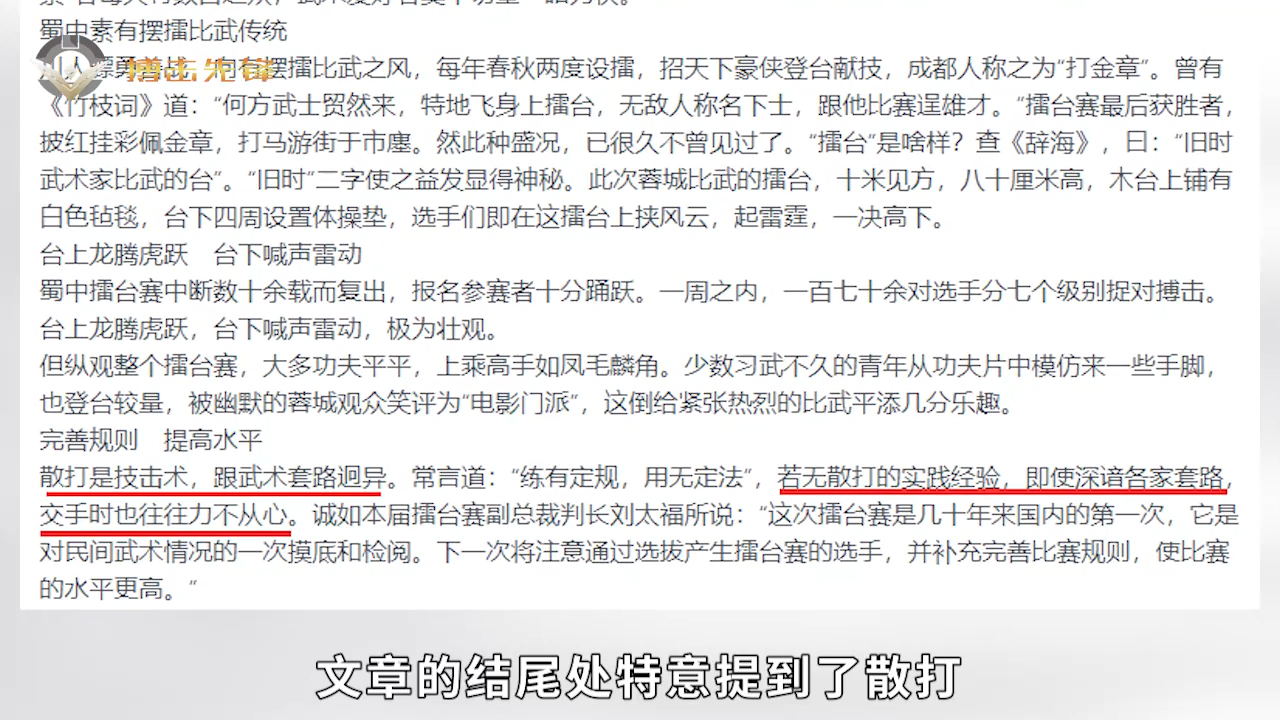 蜀中素有摆擂比武传统
博击先锋
向有摆擂比武之风，每年春秋两度设擂，招天下豪侠登台献技，成都人称之为“打金章”。曾有
《竹枝词》道：“何方武士贸然来，特地飞身上擂台，无敌人称名下士，跟他比赛逞雄才。“擂台赛最后获胜者，
披红挂彩佩金章，打马游街于市廛。然此种盛况，已很久不曾见过了。“擂台”是啥样？查《辞海》，曰：“旧时
武术家比武的台”。“旧时“二字使之益发显得神秘。此次蓉城比武的擂台，十米见方，八十厘米高，木台上铺有
白色毡毯，台下四周设置体操垫，选手们即在这擂台上挟风云，起雷霆，一决高下。
台上龙腾虎跃　台下喊声雷动
蜀中擂台赛中断数十余载而复出，报名参赛者十分踊跃。一周之内，一百七十余对选手分七个级别捉对搏击。
台上龙腾虎跃，台下喊声雷动，极为壮观。
但纵观整个擂台赛，大多功夫平平，上乘高手如凤毛麟角。少数习武不久的青年从功夫片中模仿来一些手脚，
也登台较量，被幽默的蓉城观众笑评为“电影门派”，这倒给紧张热烈的比武平添几分乐趣。
完善规则　提高水平
散打是技击术，跟武术套路迥异。常言道：“练有定规，用无定法”，若无散打的实践经验，即使深谙各家套路，
交手时也往往力不从心。诚如本届擂台赛副总裁判长刘太福所说：“这次擂台赛是几十年来国内的第一次，它是
对民间武术情况的一次摸底和检阅。下一次将注意通过选拔产生擂台赛的选手，并补充完善比赛规则，使比赛
的水平更高。“
文章的结尾处特意提到了散打